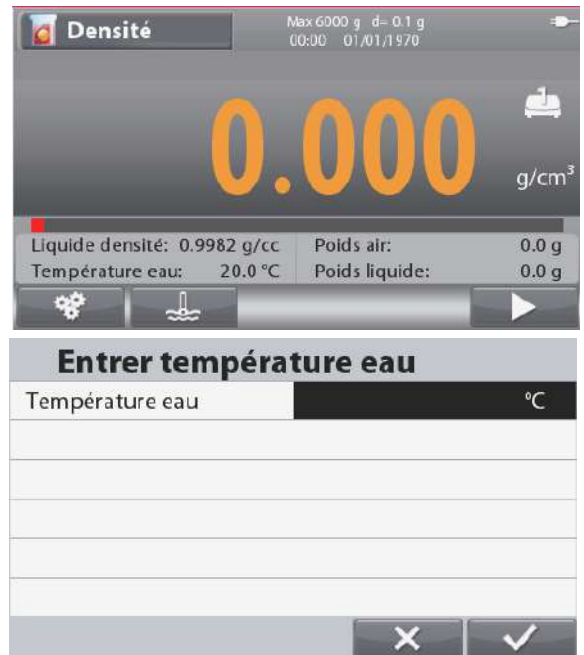 Densité
Max 6000 g d= 0.1 g
00:00 01/01/1970
0.000
g/cm³
Liquide densité: 0.9982 g/cc Poids air: 0.0 g
Température eau: 20.0 °C Poids liquide: 0.0 g
Entrer température eau
Température eau °C